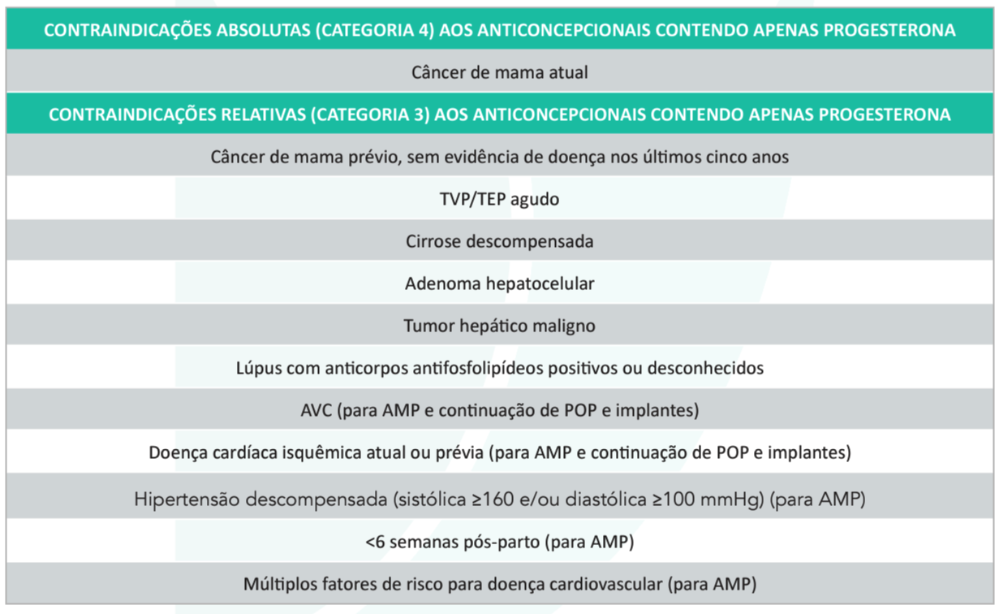 CONTRAINDICAÇÕES ABSOLUTAS (CATEGORIA 4) AOS ANTICONCEPCIONAIS CONTENDO APENAS PROGESTERONA
Câncer de mama atual
CONTRAINDICAÇÕES RELATIVAS (CATEGORIA 3) AOS ANTICONCEPCIONAIS CONTENDO APENAS PROGESTERONA
Câncer de mama prévio, sem evidência de doença nos últimos cinco anos
TVP/TEP agudo
Cirrose descompensada
Adenoma hepatocelular
Tumor hepático maligno
Lúpus com anticorpos antifosfolipídeos positivos ou desconhecidos
AVC (para AMP e continuação de POP e implantes)
Doença cardíaca isquêmica atual ou prévia (para AMP e continuação de POP e implantes)
Hipertensão descompensada (sistólica ≥160 e/ou diastólica ≥100 mmHg) (para AMP)
<6 semanas pós-parto (para AMP)
Múltiplos fatores de risco para doença cardiovascular (para AMP)